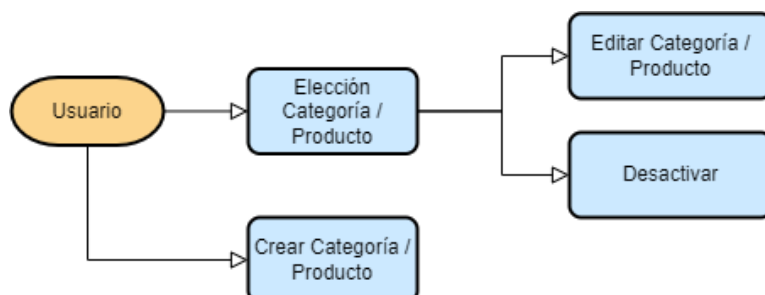 Usuario
Elección
Categoría /
Producto
Editar Categoría /
Producto
Desactivar
Crear Categoría /
Producto